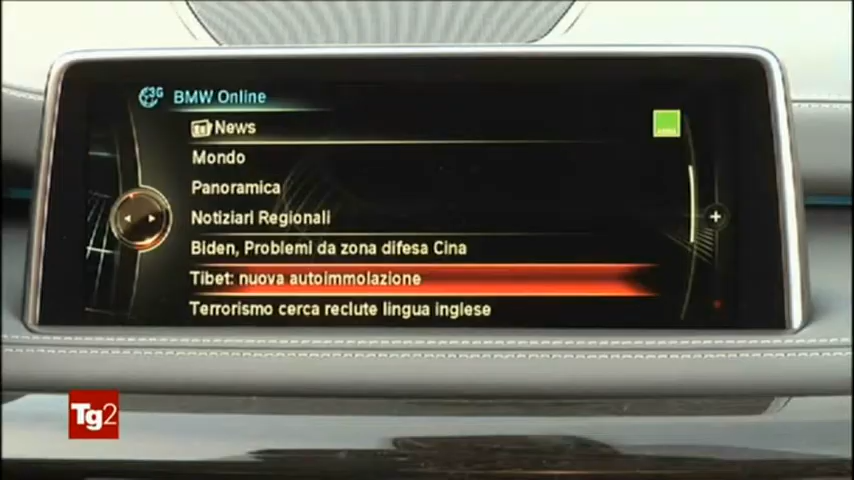 3G
BMW Online
News
Mondo
Panoramica
Notiziari Regionali
Biden, Problemi da zona difesa Cina
Tibet: nuova autoimmolazione
Terrorismo cerca reclute lingua inglese
Tg2